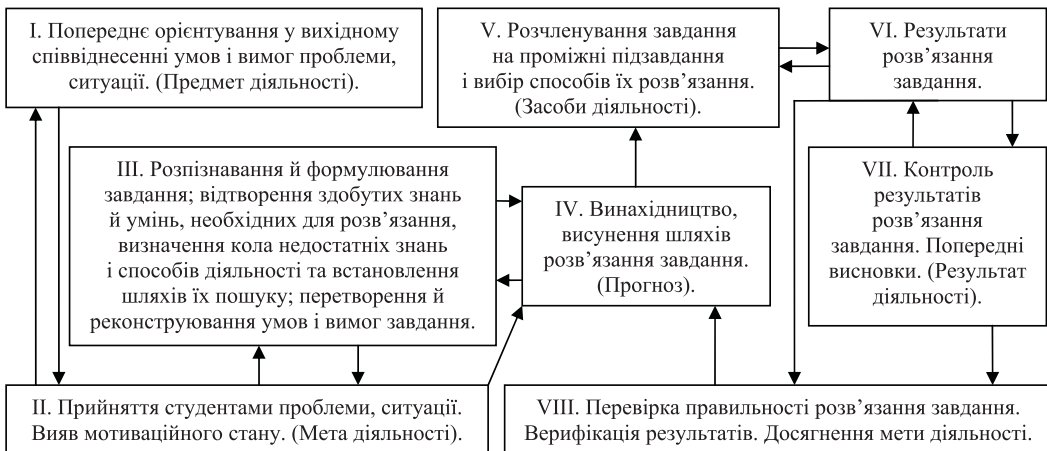 І. Попереднє орієнтування у вихідному
співвіднесенні умов і вимог проблеми,
ситуації. (Предмет діяльності).
V. Розчленування завдання
на проміжні підзавдання
і вибір способів їх розв’язання.
(Засоби діяльності).
VI. Результати
розв’язання
завдання.
ІІІ. Розпізнавання й формулювання
завдання; відтворення здобутих знань
й умінь, необхідних для розв’язання,
визначення кола недостатніх знань
і способів діяльності та встановлення
шляхів їх пошуку; перетворення й
реконструювання умов і вимог завдання.
IV. Винахідництво,
висунення шляхів
розв’язання завдання.
(Прогноз).
VII. Контроль
результатів
розв’язання
завдання. Попередні
висновки. (Результат
діяльності).
ІІ. Прийняття студентами проблеми, ситуації.
Вияв мотиваційного стану. (Мета діяльності).
VIII. Перевірка правильності розв’язання завдання.
Верифікація результатів. Досягнення мети діяльності.